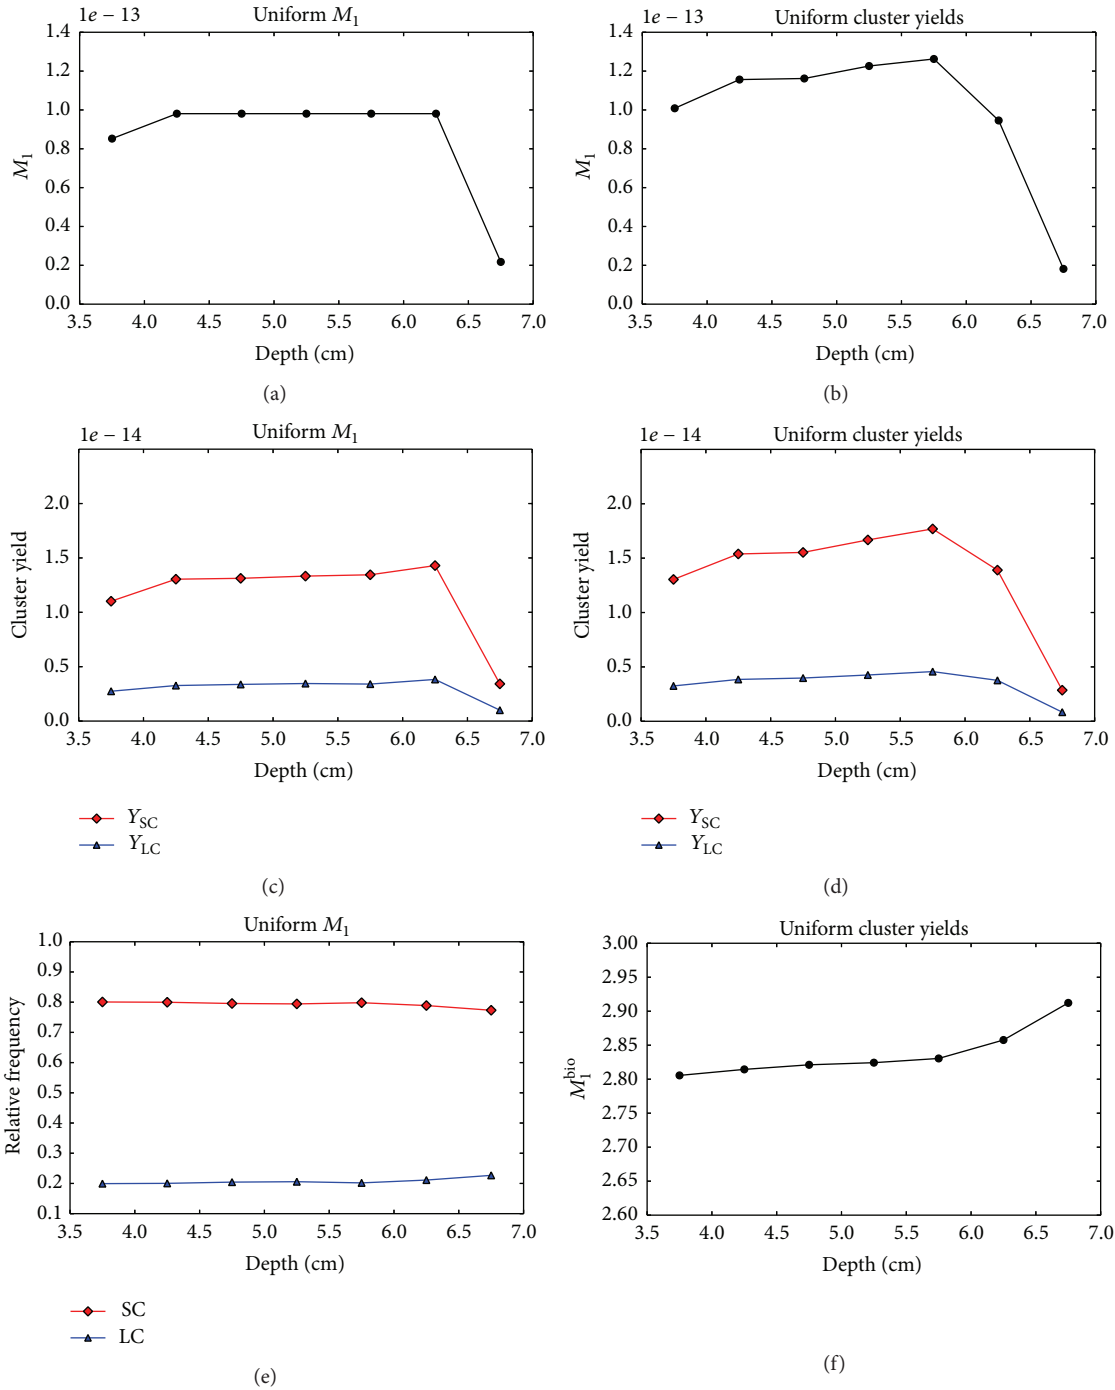 1e − 13 Uniform M₁
1.4
1.2
1.0
0.8
0.6
0.4
0.2
0.0
M₁
3.5 4.0 4.5 5.0 5.5 6.0 6.5 7.0
Depth (cm)
(a)
1e − 13 Uniform cluster yields
1.4
1.2
1.0
0.8
0.6
0.4
0.2
0.0
M₁
3.5 4.0 4.5 5.0 5.5 6.0 6.5 7.0
Depth (cm)
(b)
1e − 14 Uniform M₁
2.0
1.5
1.0
0.5
0.0
Cluster yield
3.5 4.0 4.5 5.0 5.5 6.0 6.5 7.0
Depth (cm)
Y_SC
Y_LC
(c)
1e − 14 Uniform cluster yields
2.0
1.5
1.0
0.5
0.0
Cluster yield
3.5 4.0 4.5 5.0 5.5 6.0 6.5 7.0
Depth (cm)
Y_SC
Y_LC
(d)
Uniform M₁
1.0
0.9
0.8
0.7
0.6
0.5
0.4
0.3
0.2
0.1
Relative frequency
3.5 4.0 4.5 5.0 5.5 6.0 6.5 7.0
Depth (cm)
SC
LC
(e)
Uniform cluster yields
3.00
2.95
2.90
2.85
2.80
2.75
2.70
2.65
2.60
M₁^bio
3.5 4.0 4.5 5.0 5.5 6.0 6.5 7.0
Depth (cm)
(f)